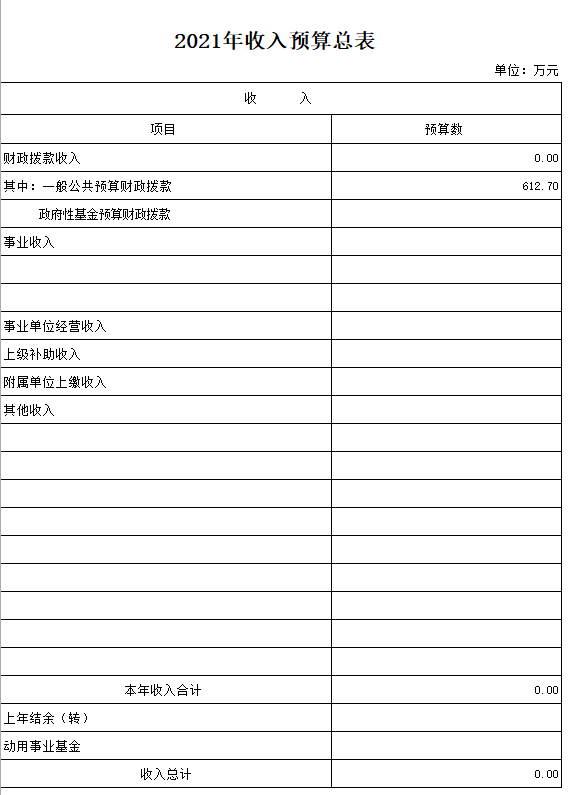 2021年收入预算总表
单位：万元
收 入
项目 预算数
财政拨款收入 0.00
其中：一般公共预算财政拨款 612.70
政府性基金预算财政拨款
事业收入
事业单位经营收入
上级补助收入
附属单位上缴收入
其他收入
本年收入合计 0.00
上年结余（转）
动用事业基金
收入总计 0.00